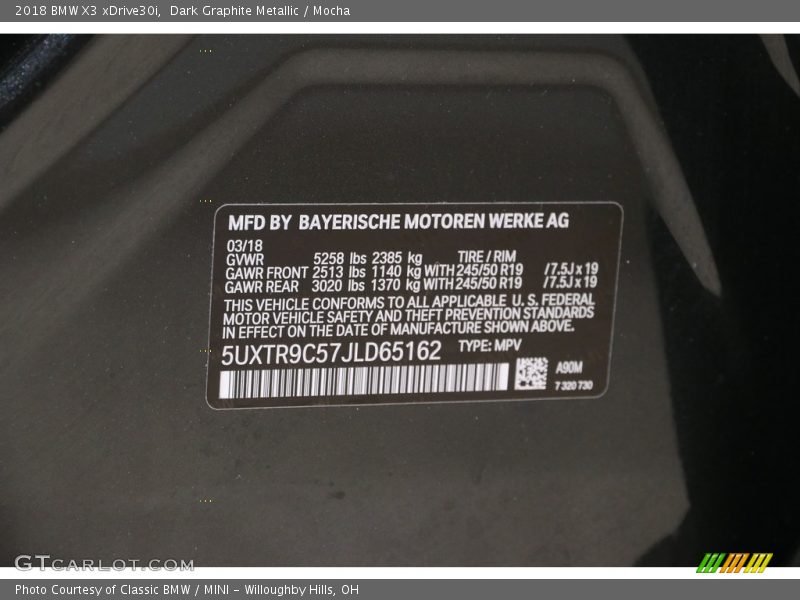 2018 BMW X3 xDrive30i, Dark Graphite Metallic / Mocha
MFD BY BAYERISCHE MOTOREN WERKE AG
03/18
GVWR 5258 lbs 2385 kg TIRE / RIM
GAWR FRONT 2513 lbs 1140 kg WITH 245/50 R19 /7.5J x 19
GAWR REAR 3020 lbs 1370 kg WITH 245/50 R19 /7.5J x 19
THIS VEHICLE CONFORMS TO ALL APPLICABLE U.S. FEDERAL
MOTOR VEHICLE SAFETY AND THEFT PREVENTION STANDARDS
IN EFFECT ON THE DATE OF MANUFACTURE SHOWN ABOVE.
5UXTR9C57JLD65162 TYPE: MPV
A90M
7 320 730
GTCARLOT.COM
Photo Courtesy of Classic BMW / MINI - Willoughby Hills, OH